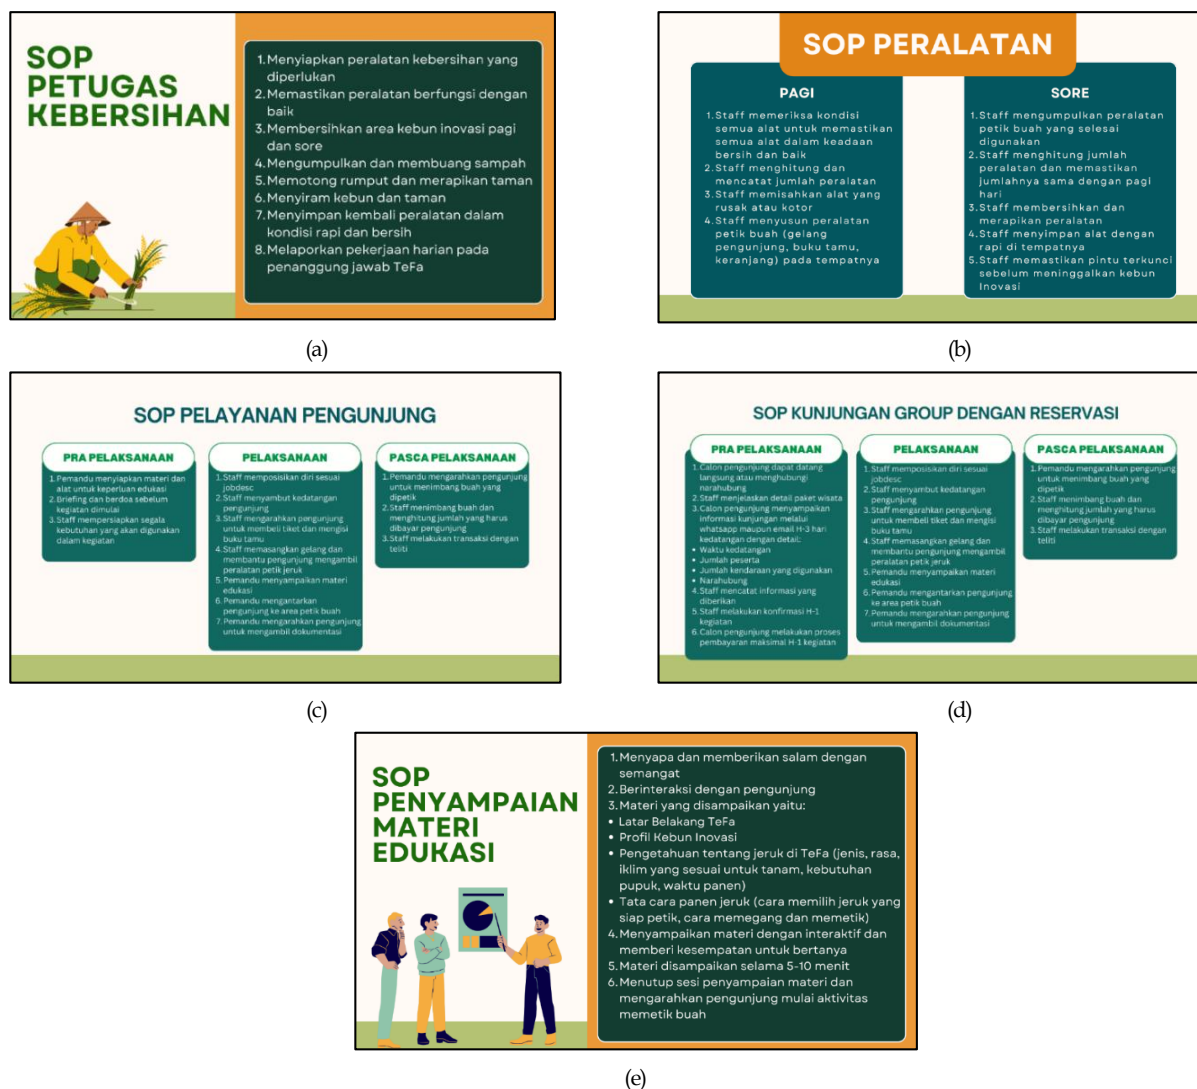 SOP
PETUGAS
KEBERSIHAN
1.Menyiapkan peralatan kebersihan yang
diperlukan
2.Memastikan peralatan berfungsi dengan
baik
3.Membersihkan area kebun inovasi pagi
dan sore
4.Mengumpulkan dan membuang sampah
5.Memotong rumput dan merapikan taman
6.Menyiram kebun dan taman
7.Menyimpan kembali peralatan dalam
kondisi rapi dan bersih
8.Melaporkan pekerjaan harian pada
penanggung jawab TeFa
(a)
SOP PERALATAN
PAGI
1.Staff memeriksa kondisi
semua alat untuk memastikan
semua alat dalam keadaan
bersih dan baik
2.Staff menghitung dan
mencatat jumlah peralatan
3.Staff memisahkan alat yang
rusak atau kotor
4.Staff menyusun peralatan
petik buah (gelang
pengunjung, buku tamu,
keranjang) pada tempatnya
SORE
1.Staff mengumpulkan peralatan
petik buah yang selesai
digunakan
2.Staff menghitung jumlah
peralatan dan memastikan
jumlahnya sama dengan pagi
hari
3.Staff membersihkan dan
merapikan peralatan
4.Staff menyimpan alat dengan
rapi di tempatnya
5.Staff memastikan pintu terkunci
sebelum meninggalkan kebun
Inovasi
(b)
SOP PELAYANAN PENGUNJUNG
PRA PELAKSANAAN
1.Pemandu menyiapkan materi dan
alat untuk keperluan edukasi
2.Briefing dan berdoa sebelum
kegiatan dimulai
3.Staff mempersiapkan segala
kebutuhan yang akan digunakan
dalam kegiatan
PELAKSANAAN
1.Staff memposisikan diri sesuai
jobdesc
2.Staff menyambut kedatangan
pengunjung
3.Staff mengarahkan pengunjung
untuk membeli tiket dan mengisi
buku tamu
4.Staff memasangkan gelang dan
membantu pengunjung mengambil
peralatan petik jeruk
5.Pemandu menyampaikan materi
edukasi
6.Pemandu mengantarkan
pengunjung ke area petik buah
7.Pemandu mengarahkan pengunjung
untuk mengambil dokumentasi
PASCA PELAKSANAAN
1.Pemandu mengarahkan pengunjung
untuk menimbang buah yang
dipetik
2.Staff menimbang buah dan
menghitung jumlah yang harus
dibayar pengunjung
3.Staff melakukan transaksi dengan
teliti
(c)
SOP KUNJUNGAN GROUP DENGAN RESERVASI
PRA PELAKSANAAN
1.Calon pengunjung dapat datang
langsung atau menghubungi
narahubung
2.Staff menjelaskan detail paket wisata
3.Calon pengunjung menyampaikan
informasi kunjungan melalui
whatsapp maupun email H-3 hari
kedatangan dengan detail:
• Waktu kedatangan
• Jumlah peserta
• Jumlah kendaraan yang digunakan
• Narahubung
4.Staff mencatat informasi yang
diberikan
5.Staff melakukan konfirmasi H-1
kegiatan
6.Calon pengunjung melakukan proses
pembayaran maksimal H-1 kegiatan
PELAKSANAAN
1.Staff memposisikan diri sesuai
jobdesc
2.Staff menyambut kedatangan
pengunjung
3.Staff mengarahkan pengunjung
untuk membeli tiket dan mengisi
buku tamu
4.Staff memasangkan gelang dan
membantu pengunjung mengambil
peralatan petik jeruk
5.Pemandu menyampaikan materi
edukasi
6.Pemandu mengantarkan pengunjung
ke area petik buah
7.Pemandu mengarahkan pengunjung
untuk mengambil dokumentasi
PASCA PELAKSANAAN
1.Pemandu mengarahkan pengunjung
untuk menimbang buah yang
dipetik
2.Staff menimbang buah dan
menghitung jumlah yang harus
dibayar pengunjung
3.Staff melakukan transaksi dengan
teliti
(d)
SOP
PENYAMPAIAN
MATERI
EDUKASI
1.Menyapa dan memberikan salam dengan
semangat
2.Berinteraksi dengan pengunjung
3.Materi yang disampaikan yaitu:
• Latar Belakang TeFa
• Profil Kebun Inovasi
• Pengetahuan tentang jeruk di TeFa (jenis, rasa,
iklim yang sesuai untuk tanam, kebutuhan
pupuk, waktu panen)
• Tata cara panen jeruk (cara memilih jeruk yang
siap petik, cara memegang dan memetik)
4.Menyampaikan materi dengan interaktif dan
memberi kesempatan untuk bertanya
5.Materi disampaikan selama 5-10 menit
6.Menutup sesi penyampaian materi dan
mengarahkan pengunjung mulai aktivitas
memetik buah
(e)